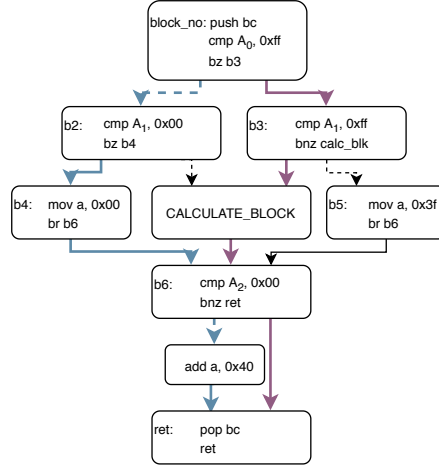 block_no: push bc
cmp A₀, 0xff
bz b3
b2: cmp A₁, 0x00
bz b4
b3: cmp A₁, 0xff
bnz calc_blk
b4: mov a, 0x00
br b6
CALCULATE_BLOCK
b5: mov a, 0x3f
br b6
b6: cmp A₂, 0x00
bnz ret
add a, 0x40
ret: pop bc
ret